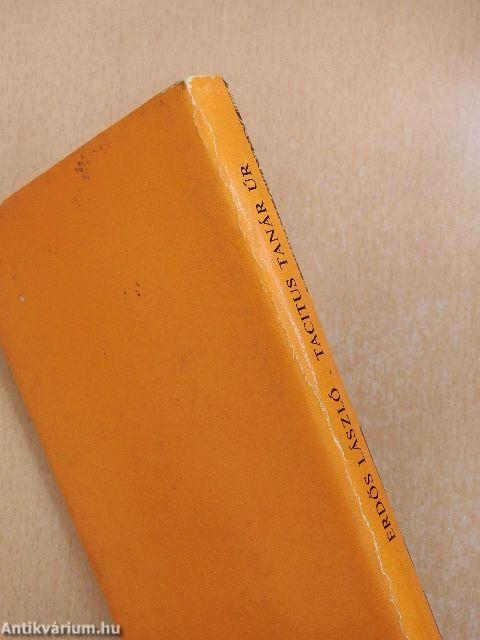 ERDŐS LÁSZLÓ · TACITUS TANÁR ÚR
Antikvárium.hu